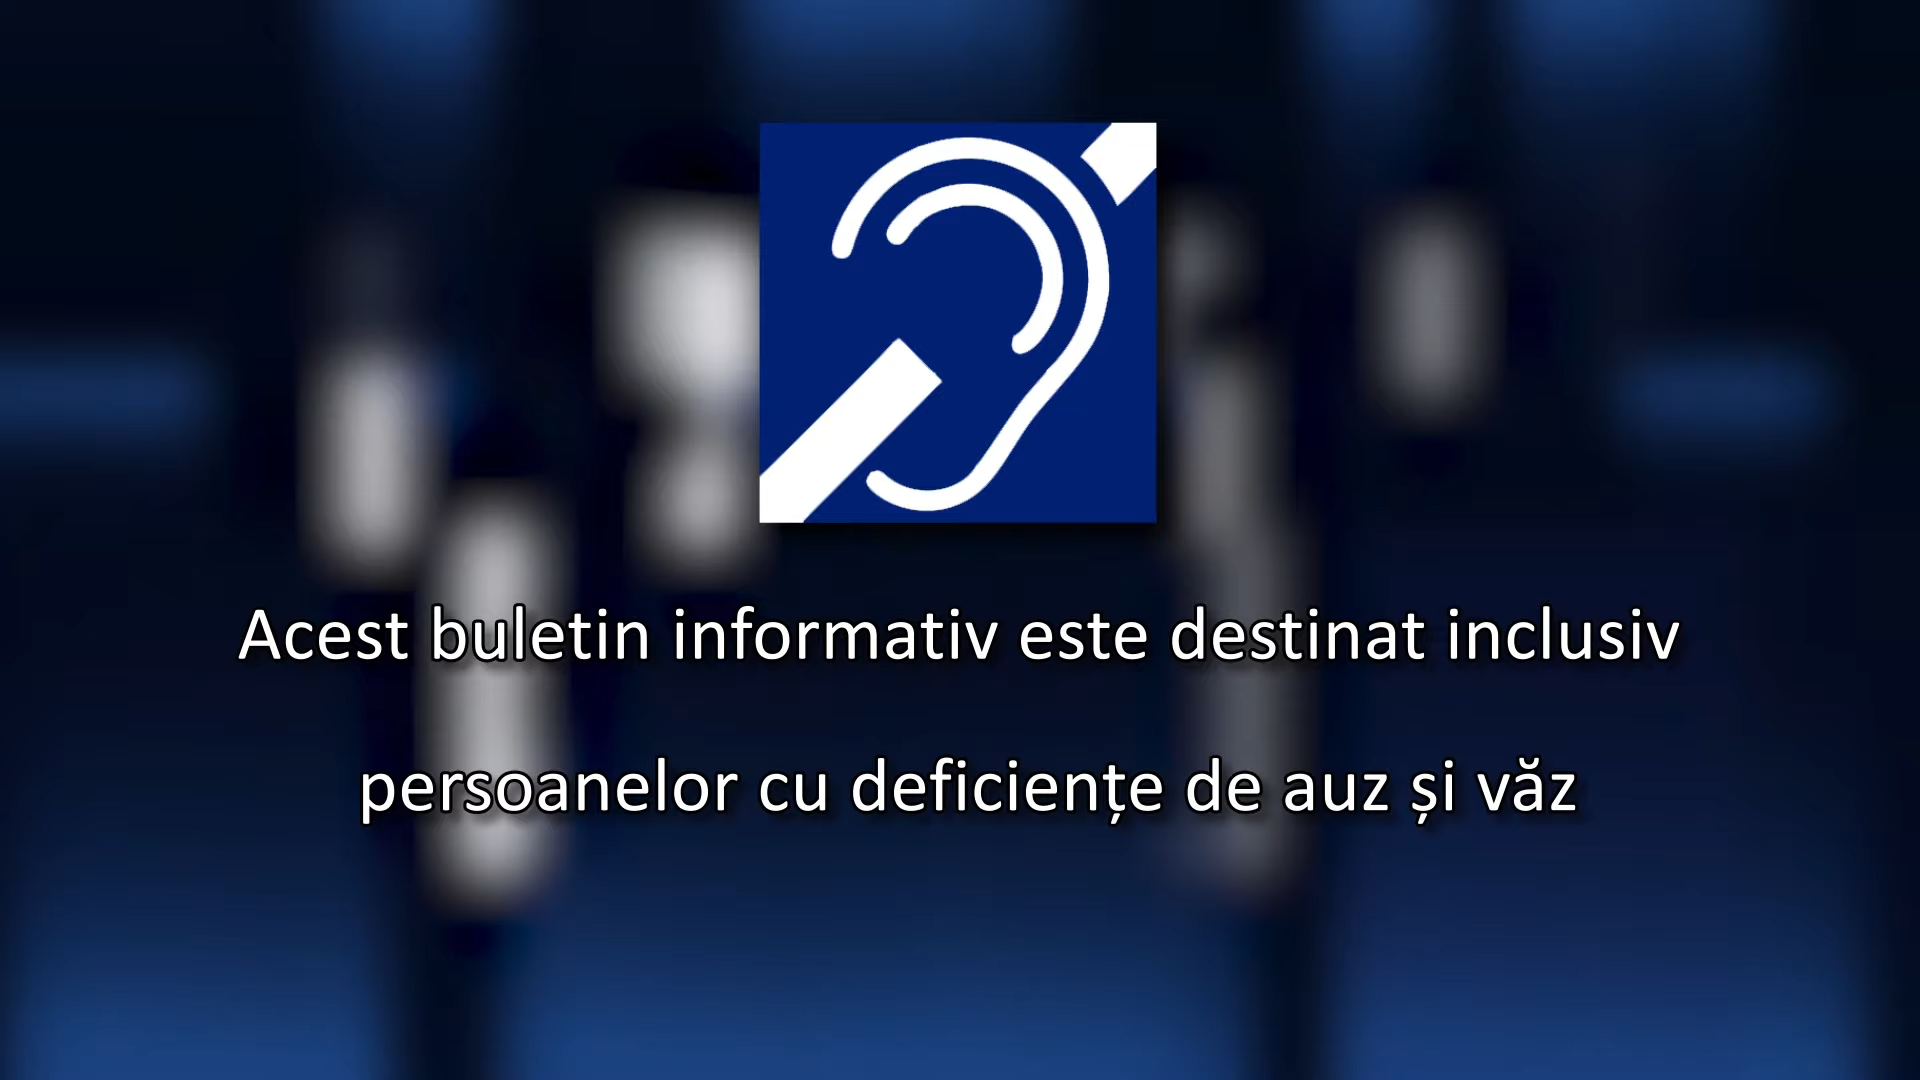 Acest buletin informativ este destinat inclusiv
persoanelor cu deficiențe de auz și văz